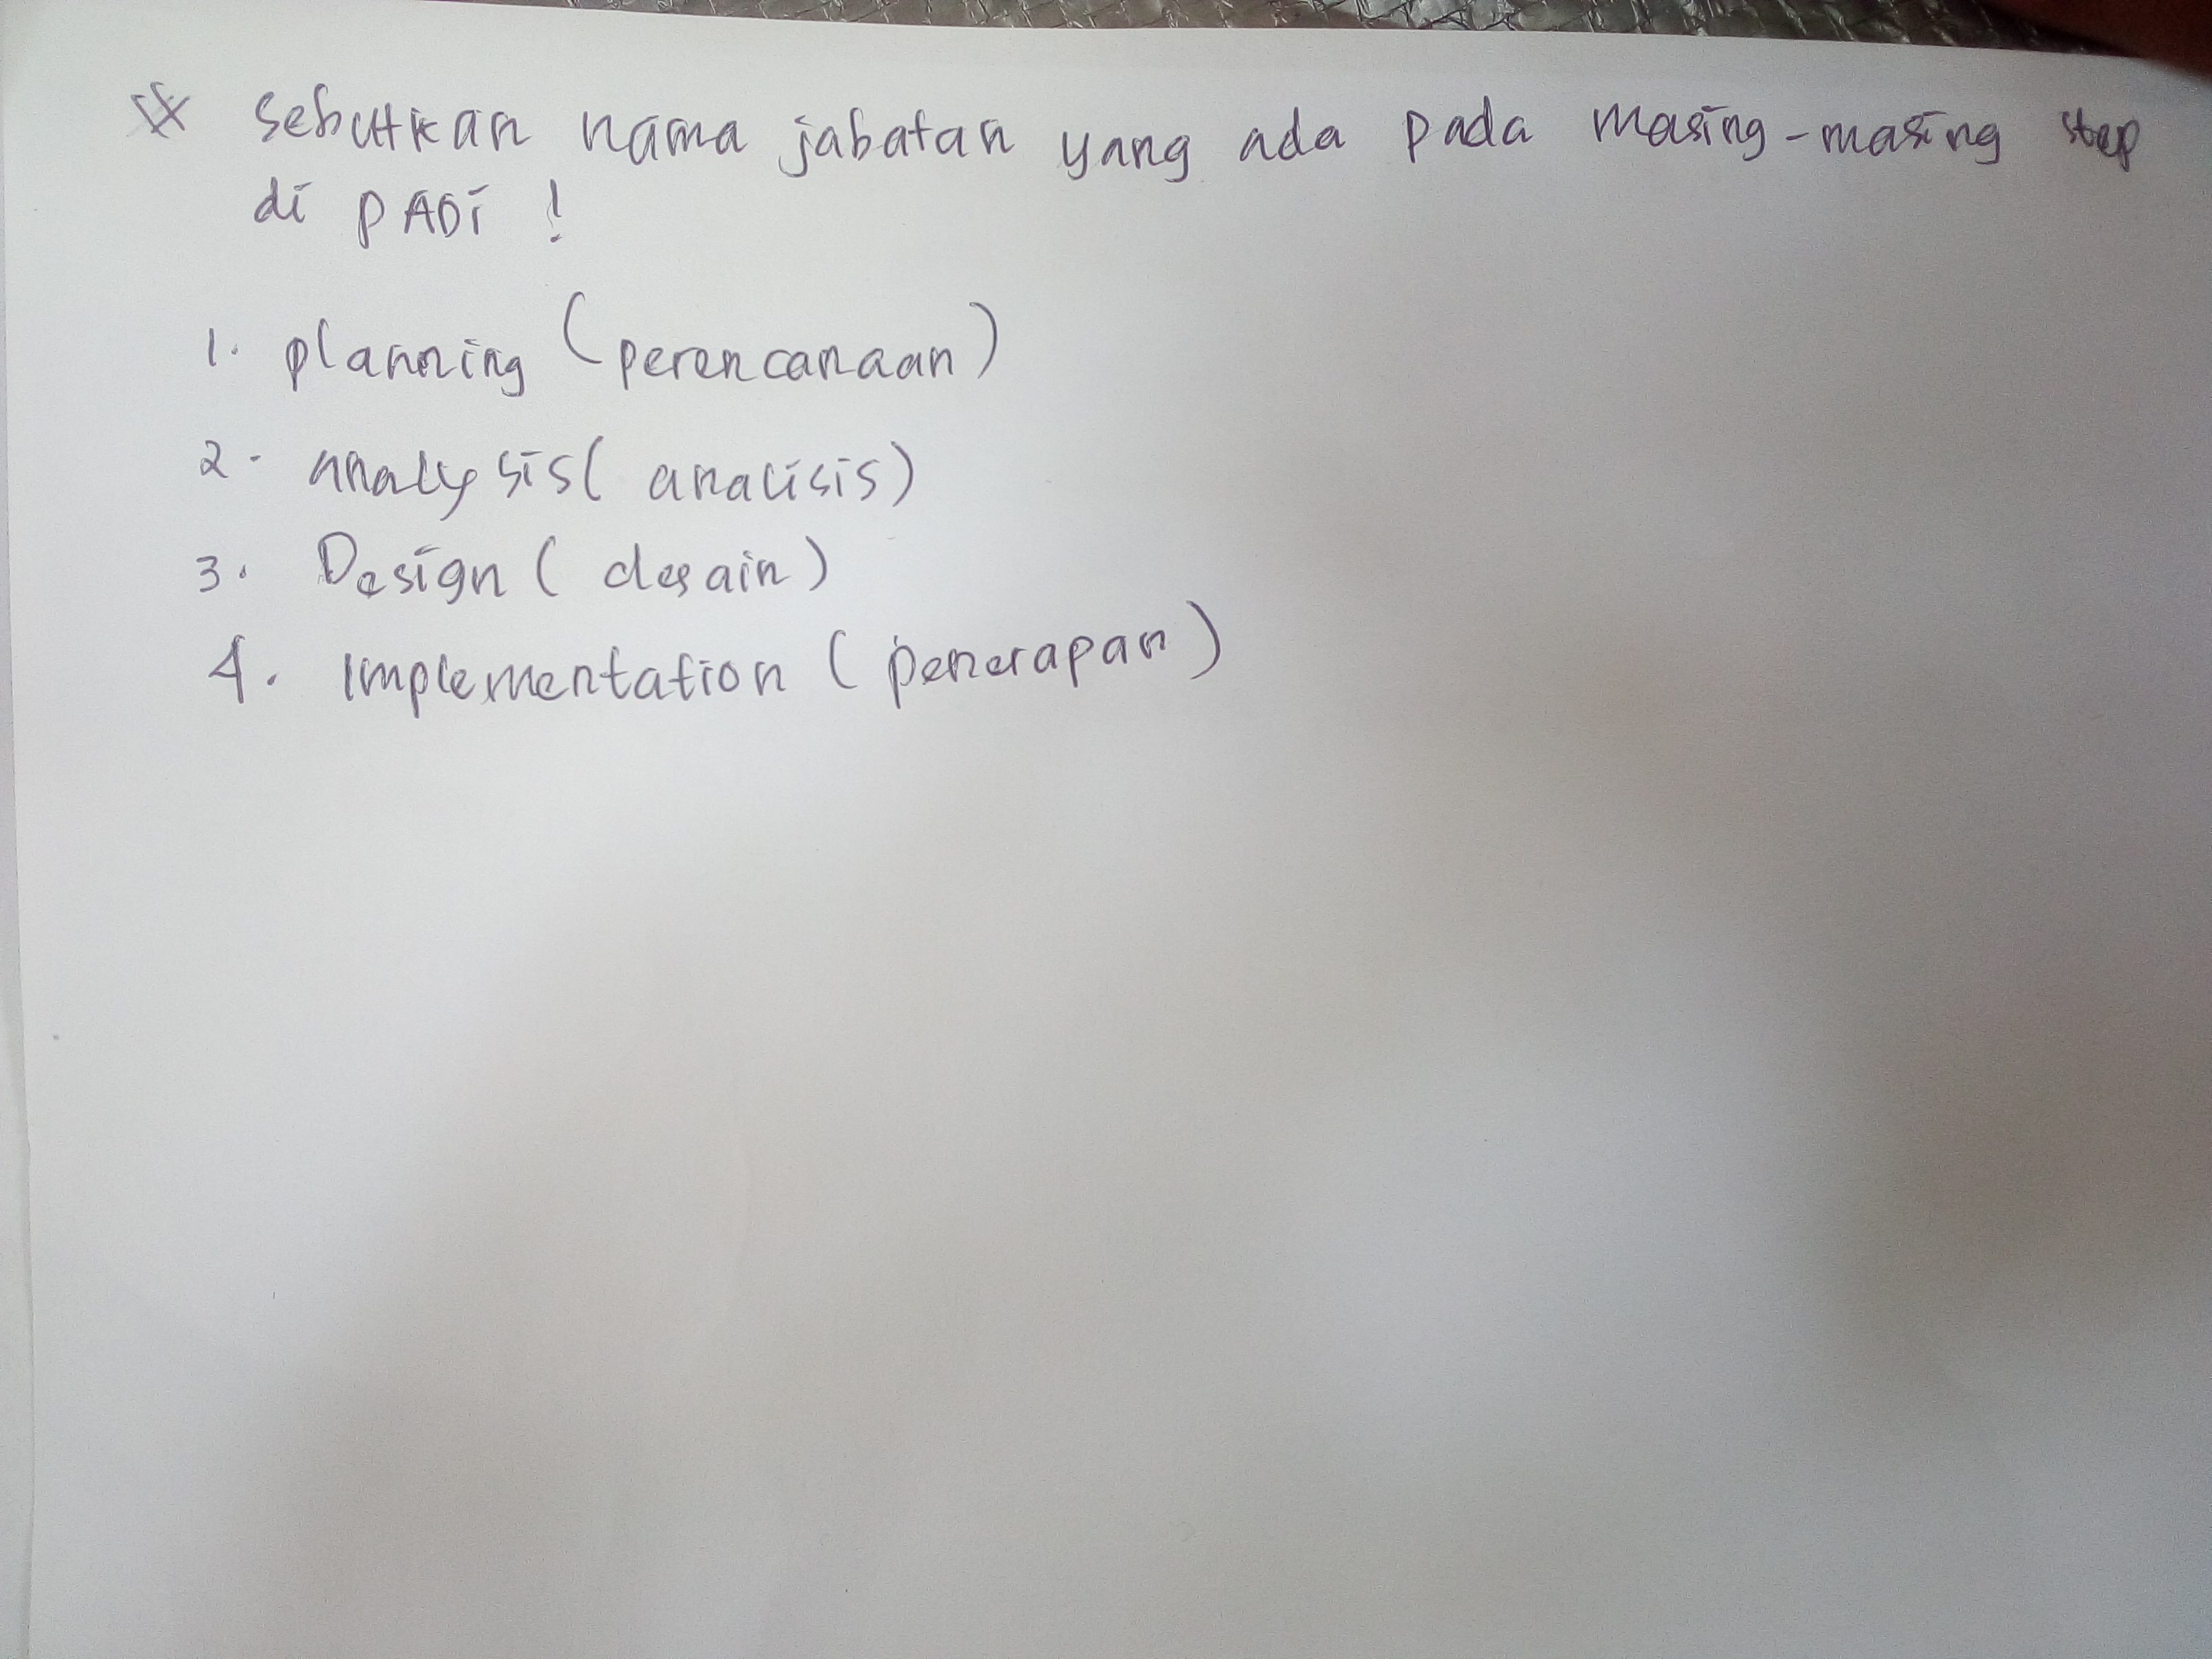 Sebutkan nama jabatan yang ada pada masing-masing step
di PADI !
1. planning (perencanaan)
2. analysis ( analisis)
3. Design ( desain)
4. Implementation ( penerapan)